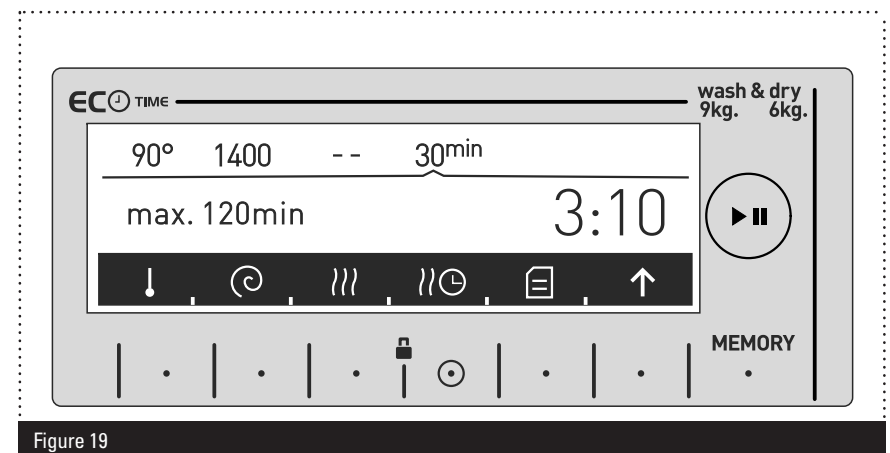 ECO TIME
wash & dry
9kg. 6kg.
90° 1400 -- 30min
max. 120min 3:10
MEMORY
Figure 19